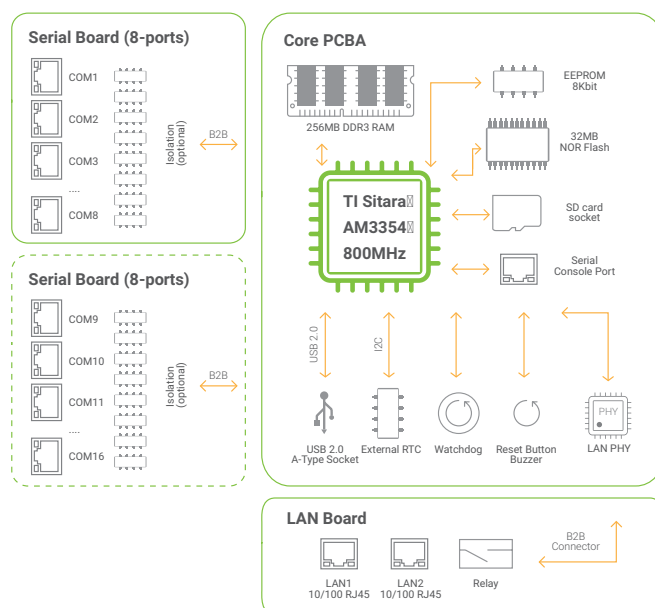 Serial Board (8-ports)
COM1
COM2
COM3
....
COM8
Isolation
(optional)
B2B
Serial Board (8-ports)
COM9
COM10
COM11
....
COM16
Isolation
(optional)
B2B
Core PCBA
256MB DDR3 RAM
EEPROM
8Kbit
32MB
NOR Flash
TI Sitara
AM3354
800MHz
SD card
socket
Serial
Console Port
USB 2.0
I2C
USB 2.0
A-Type Socket
External RTC
Watchdog
Reset Button
Buzzer
PHY
LAN PHY
LAN Board
LAN1
10/100 RJ45
LAN2
10/100 RJ45
Relay
B2B
Connector